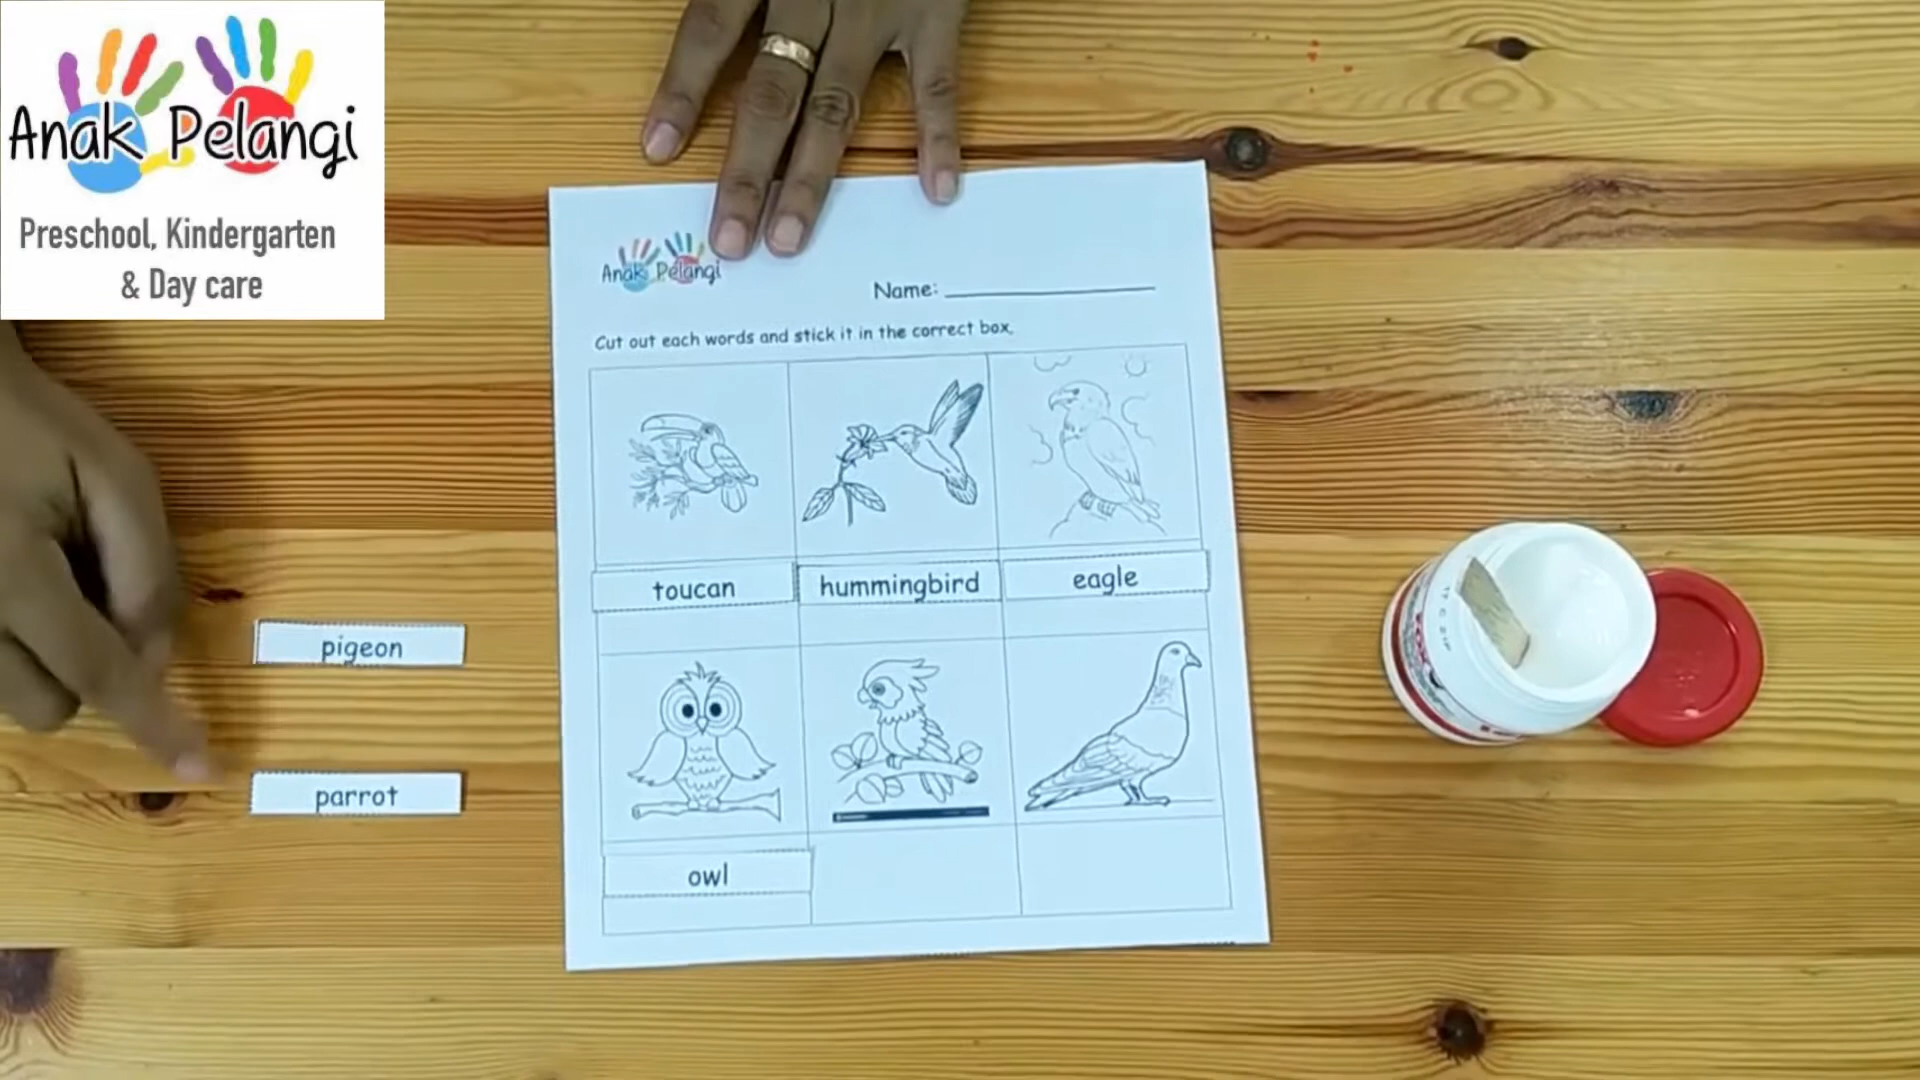 Anak Pelangi
Preschool, Kindergarten
& Day care
Anak Pelangi
Name:
Cut out each words and stick it in the correct box.
toucan
hummingbird
eagle
pigeon
parrot
owl